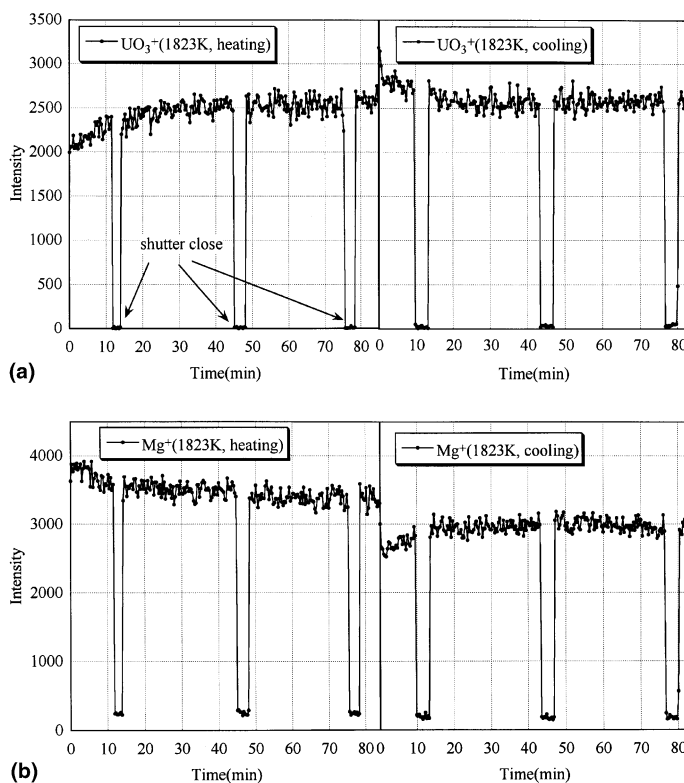 3500
3000
2500
2000
1500
1000
500
0
Intensity
UO₃⁺(1823K, heating)
UO₃⁺(1823K, cooling)
shutter close
0 10 20 30 40 50 60 70 80
0 10 20 30 40 50 60 70 80
Time(min)
Time(min)
(a)
4000
3000
2000
1000
0
Intensity
Mg⁺(1823K, heating)
Mg⁺(1823K, cooling)
0 10 20 30 40 50 60 70 80
0 10 20 30 40 50 60 70 80
Time(min)
Time(min)
(b)